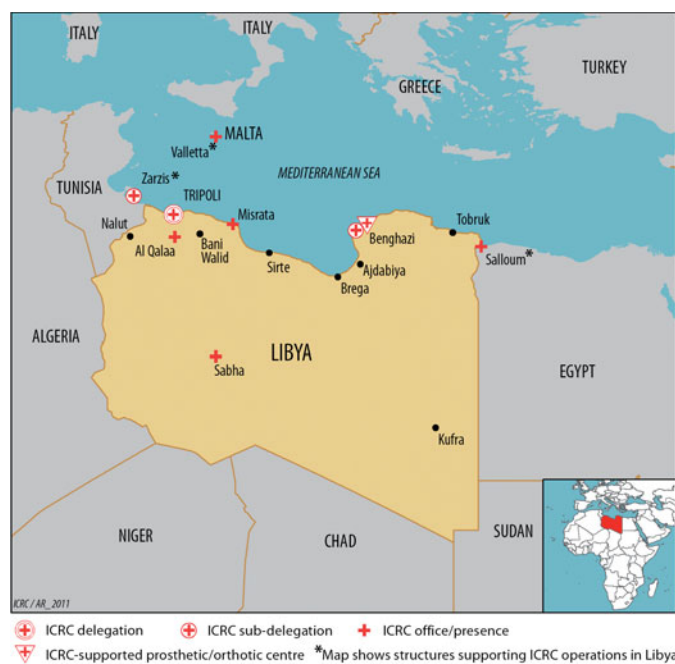 ITALY
ITALY
TURKEY
GREECE
MALTA
Valletta*
MEDITERRANEAN SEA
Zarzis*
TUNISIA
TRIPOLI
Misrata
Nalut
Al Qalaa
Bani
Walid
Sirte
Benghazi
Tobruk
Salloum*
Ajdabiya
Brega
ALGERIA
LIBYA
Sabha
EGYPT
Kufra
NIGER
CHAD
SUDAN
ICRC / AR_2011
ICRC delegation
ICRC sub-delegation
ICRC office/presence
ICRC-supported prosthetic/orthotic centre
*Map shows structures supporting ICRC operations in Libya